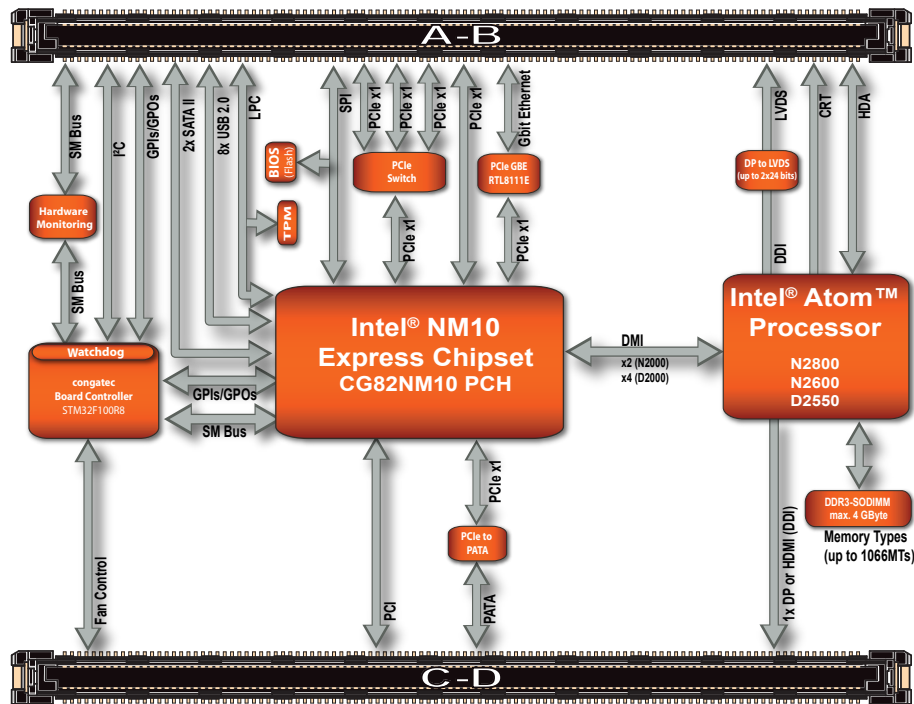 A-B
SM Bus
I²C
GPIs/GPOs
2x SATA II
8x USB 2.0
LPC
SPI
PCIe x1
PCIe x1
PCIe x1
PCIe x1
Gbit Ethernet
LVDS
CRT
HDA
BIOS
(Flash)
PCIe
Switch
PCIe GBE
RTL8111E
DP to LVDS
(up to 2x24 bits)
Hardware
Monitoring
TPM
PCIe x1
PCIe x1
DDI
SM Bus
Intel® NM10
Express Chipset
CG82NM10 PCH
Intel® Atom™
Processor
N2800
N2600
D2550
Watchdog
congatec
Board Controller
STM32F100R8
DMI
x2 (N2000)
x4 (D2000)
GPIs/GPOs
SM Bus
PCIe x1
DDR3-SODIMM
max. 4 GByte
Memory Types
(up to 1066MTs)
PCIe to
PATA
Fan Control
PCI
PATA
1x DP or HDMI (DDI)
C-D